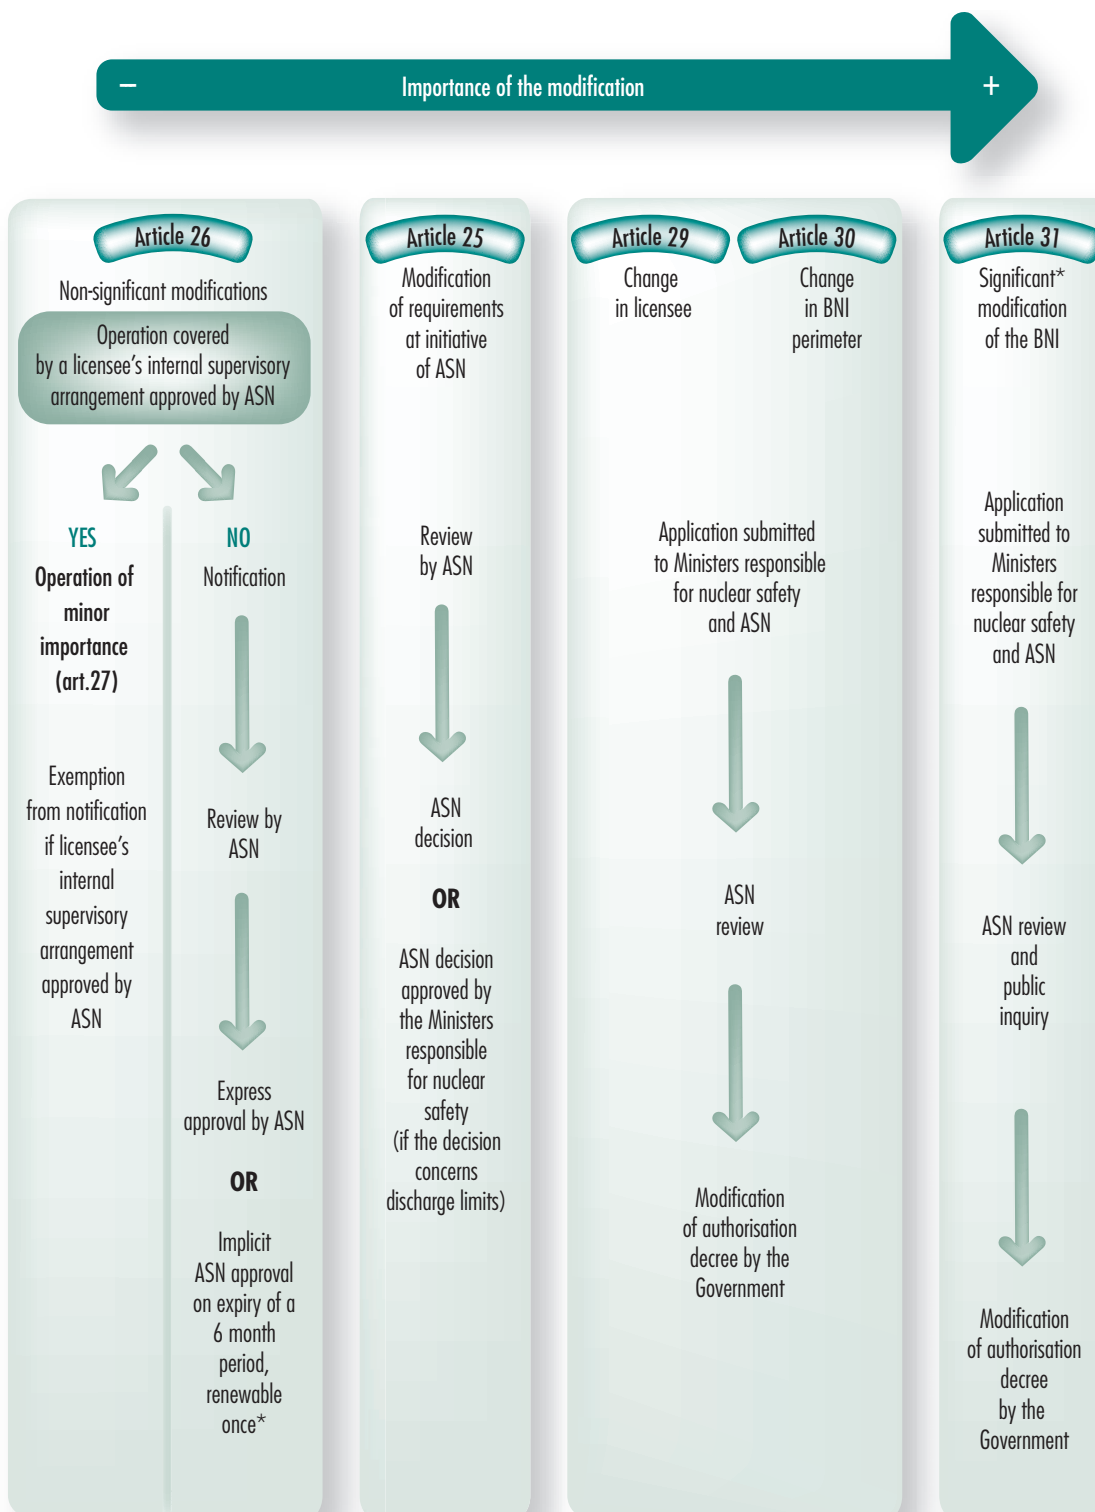 − Importance of the modification +
Article 26
Non-significant modifications
Operation covered
by a licensee's internal supervisory
arrangement approved by ASN
YES
Operation of
minor
importance
(art.27)
Exemption
from notification
if licensee's
internal
supervisory
arrangement
approved by
ASN
NO
Notification
Review by
ASN
Express
approval by ASN
OR
Implicit
ASN approval
on expiry of a
6 month
period,
renewable
once*
Article 25
Modification
of requirements
at initiative
of ASN
Review
by ASN
ASN
decision
OR
ASN decision
approved by
the Ministers
responsible
for nuclear
safety
(if the decision
concerns
discharge limits)
Article 29
Change
in licensee
Article 30
Change
in BNI
perimeter
Application submitted
to Ministers responsible
for nuclear safety
and ASN
ASN
review
Modification
of authorisation
decree by the
Government
Article 31
Significant*
modification
of the BNI
Application
submitted to
Ministers
responsible for
nuclear safety
and ASN
ASN review
and
public
inquiry
Modification
of authorisation
decree
by the
Government